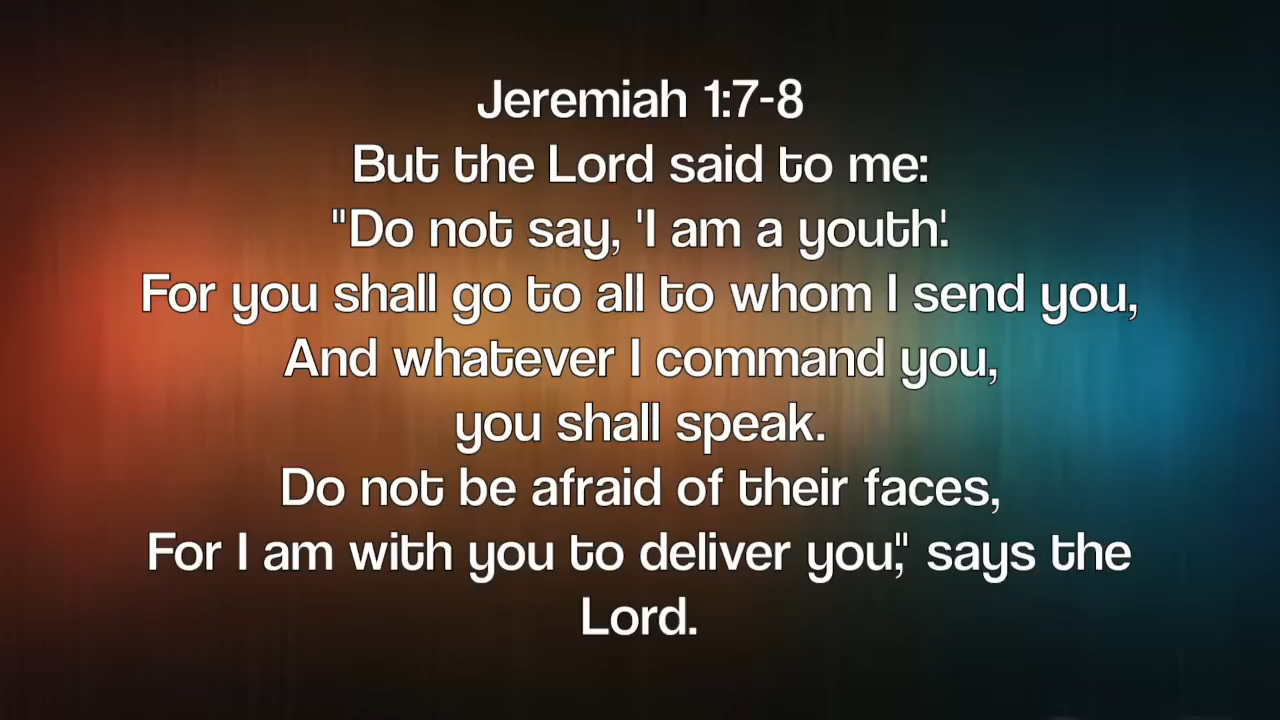 Jeremiah 1:7-8
But the Lord said to me:
"Do not say, 'I am a youth.'
For you shall go to all to whom I send you,
And whatever I command you,
you shall speak.
Do not be afraid of their faces,
For I am with you to deliver you," says the
Lord.